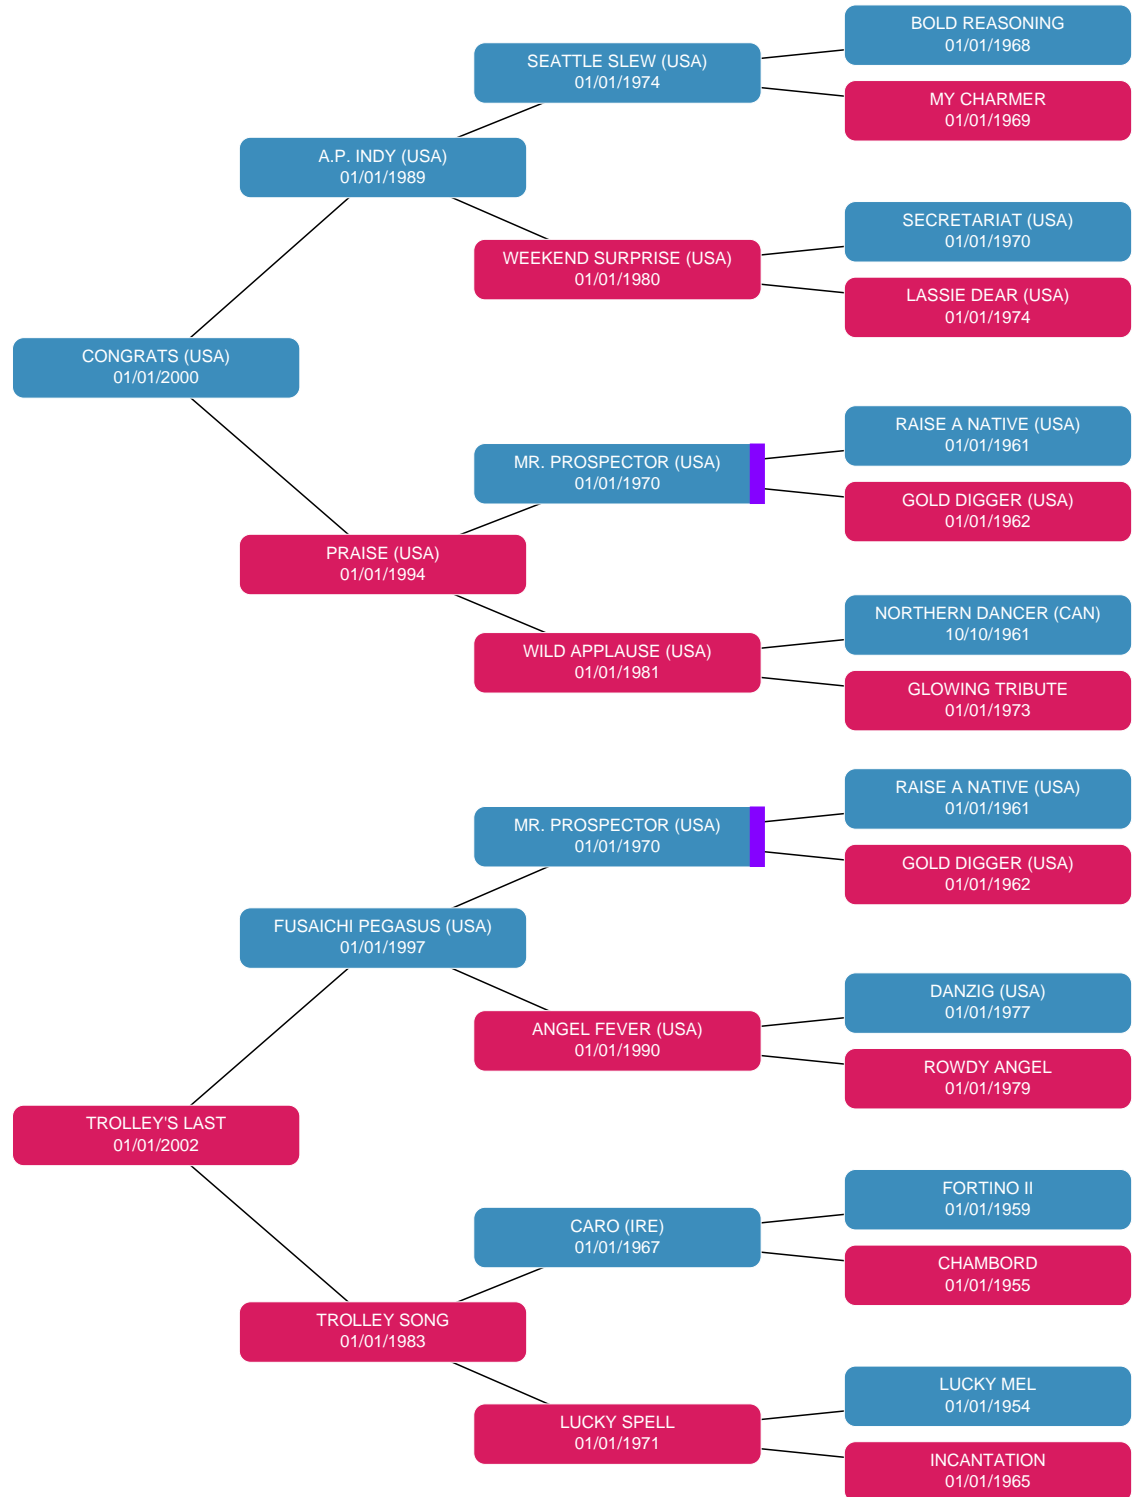 BOLD REASONING
01/01/1968
SEATTLE SLEW (USA)
01/01/1974
MY CHARMER
01/01/1969
A.P. INDY (USA)
01/01/1989
SECRETARIAT (USA)
01/01/1970
WEEKEND SURPRISE (USA)
01/01/1980
LASSIE DEAR (USA)
01/01/1974
CONGRATS (USA)
01/01/2000
RAISE A NATIVE (USA)
01/01/1961
MR. PROSPECTOR (USA)
01/01/1970
GOLD DIGGER (USA)
01/01/1962
PRAISE (USA)
01/01/1994
NORTHERN DANCER (CAN)
10/10/1961
WILD APPLAUSE (USA)
01/01/1981
GLOWING TRIBUTE
01/01/1973
RAISE A NATIVE (USA)
01/01/1961
MR. PROSPECTOR (USA)
01/01/1970
GOLD DIGGER (USA)
01/01/1962
FUSAICHI PEGASUS (USA)
01/01/1997
DANZIG (USA)
01/01/1977
ANGEL FEVER (USA)
01/01/1990
ROWDY ANGEL
01/01/1979
TROLLEY'S LAST
01/01/2002
FORTINO II
01/01/1959
CARO (IRE)
01/01/1967
CHAMBORD
01/01/1955
TROLLEY SONG
01/01/1983
LUCKY MEL
01/01/1954
LUCKY SPELL
01/01/1971
INCANTATION
01/01/1965